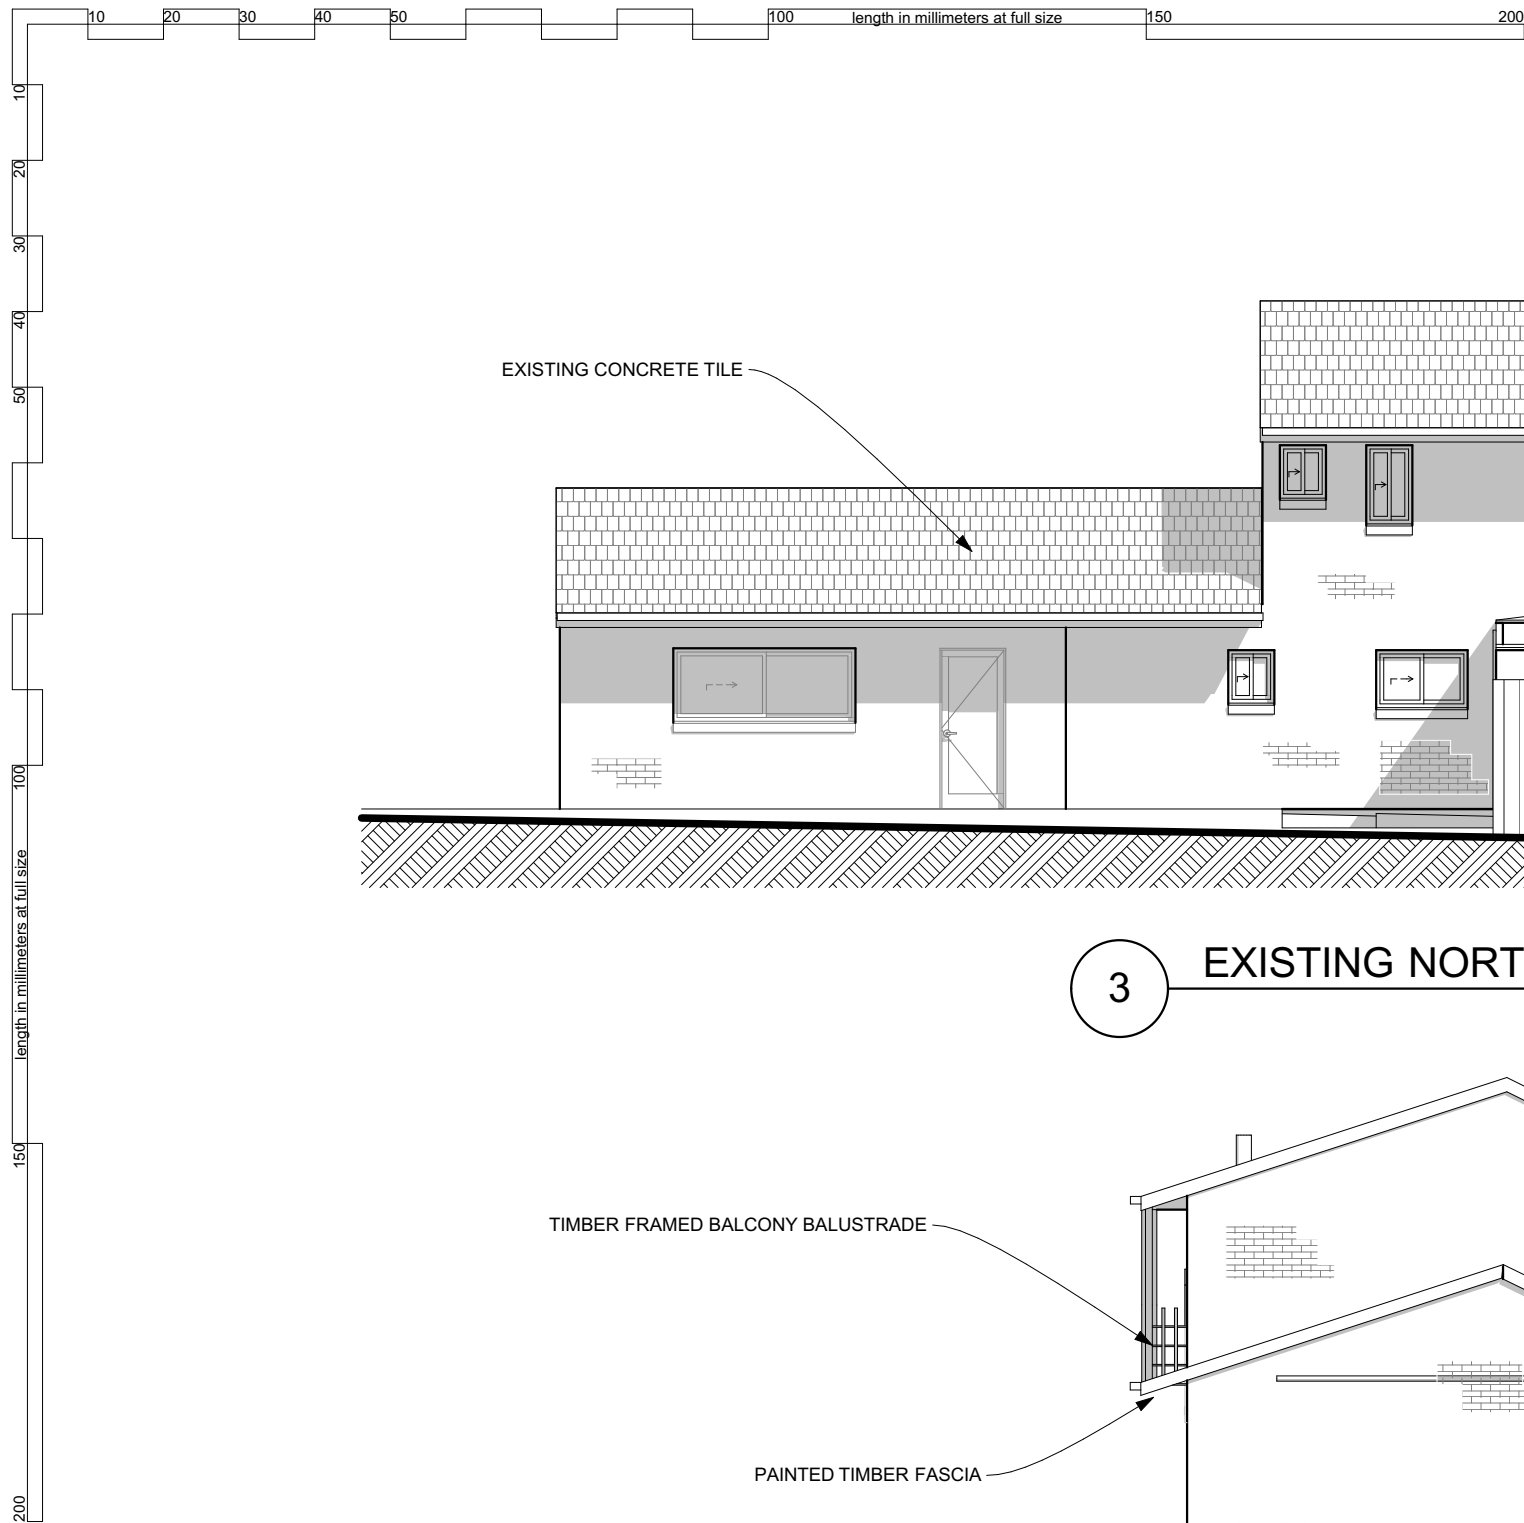 10 20 30 40 50 100 length in millimeters at full size 150 200
10
20
30
40
50
100
length in millimeters at full size
150
200
EXISTING CONCRETE TILE
3 EXISTING NORT
TIMBER FRAMED BALCONY BALUSTRADE
PAINTED TIMBER FASCIA